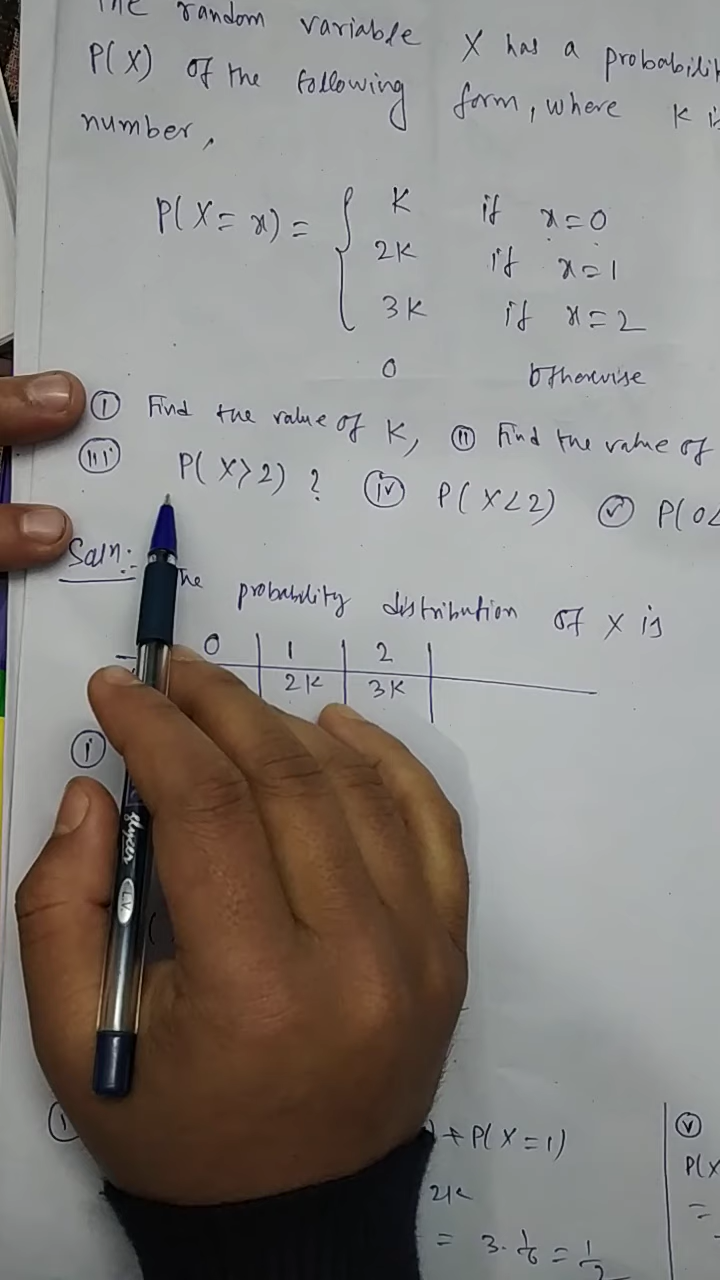 The random variable X has a
P(X) of the following form, where K
number,
P(X = x) = { K if x = 0
2K if x = 1
3K if x = 2
0 otherwise
(i) Find the value of K, (ii) Find the value of
(iii) P(X>2) ? (iv) P(X<2) (v) P(0<
Soln:- The probability distribution of X is
0 1 2
2K 3K
(i)
+ P(X = 1) (v)
2K P(X
= 3. 1/6 = 1/2 =